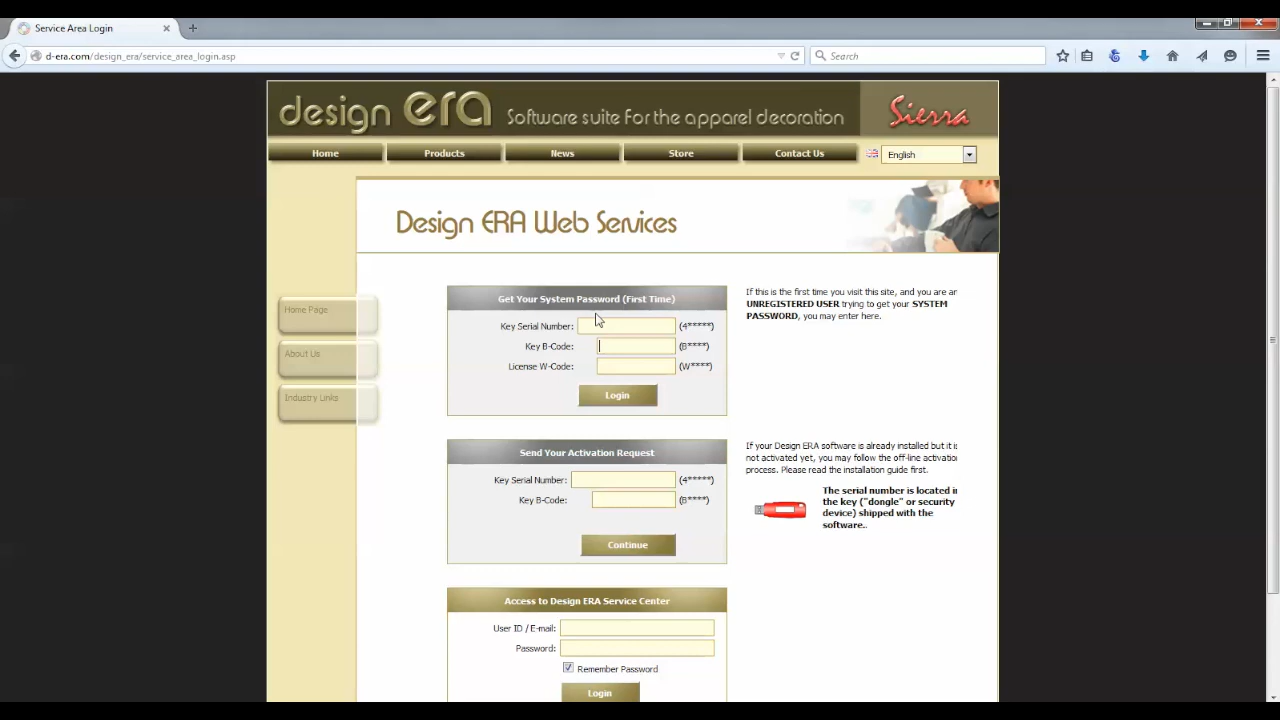 Service Area Login
d-era.com/design_era/service_area_login.asp
Search
design era Software suite for the apparel decoration
Sierra
Home
Products
News
Store
Contact Us
English
Design ERA Web Services
Home Page
About Us
Industry Links
Get Your System Password (First Time)
Key Serial Number:
(4*****)
Key B-Code:
(B****)
License W-Code:
(W****)
Login
If this is the first time you visit this site, and you are an
UNREGISTERED USER trying to get your SYSTEM
PASSWORD, you may enter here.
Send Your Activation Request
Key Serial Number:
(4*****)
Key B-Code:
(B****)
Continue
If your Design ERA software is already installed but it is
not activated yet, you may follow the off-line activation
process. Please read the installation guide first.
The serial number is located in
the key ("dongle" or security
device) shipped with the
software..
Access to Design ERA Service Center
User ID / E-mail:
Password:
Remember Password
Login